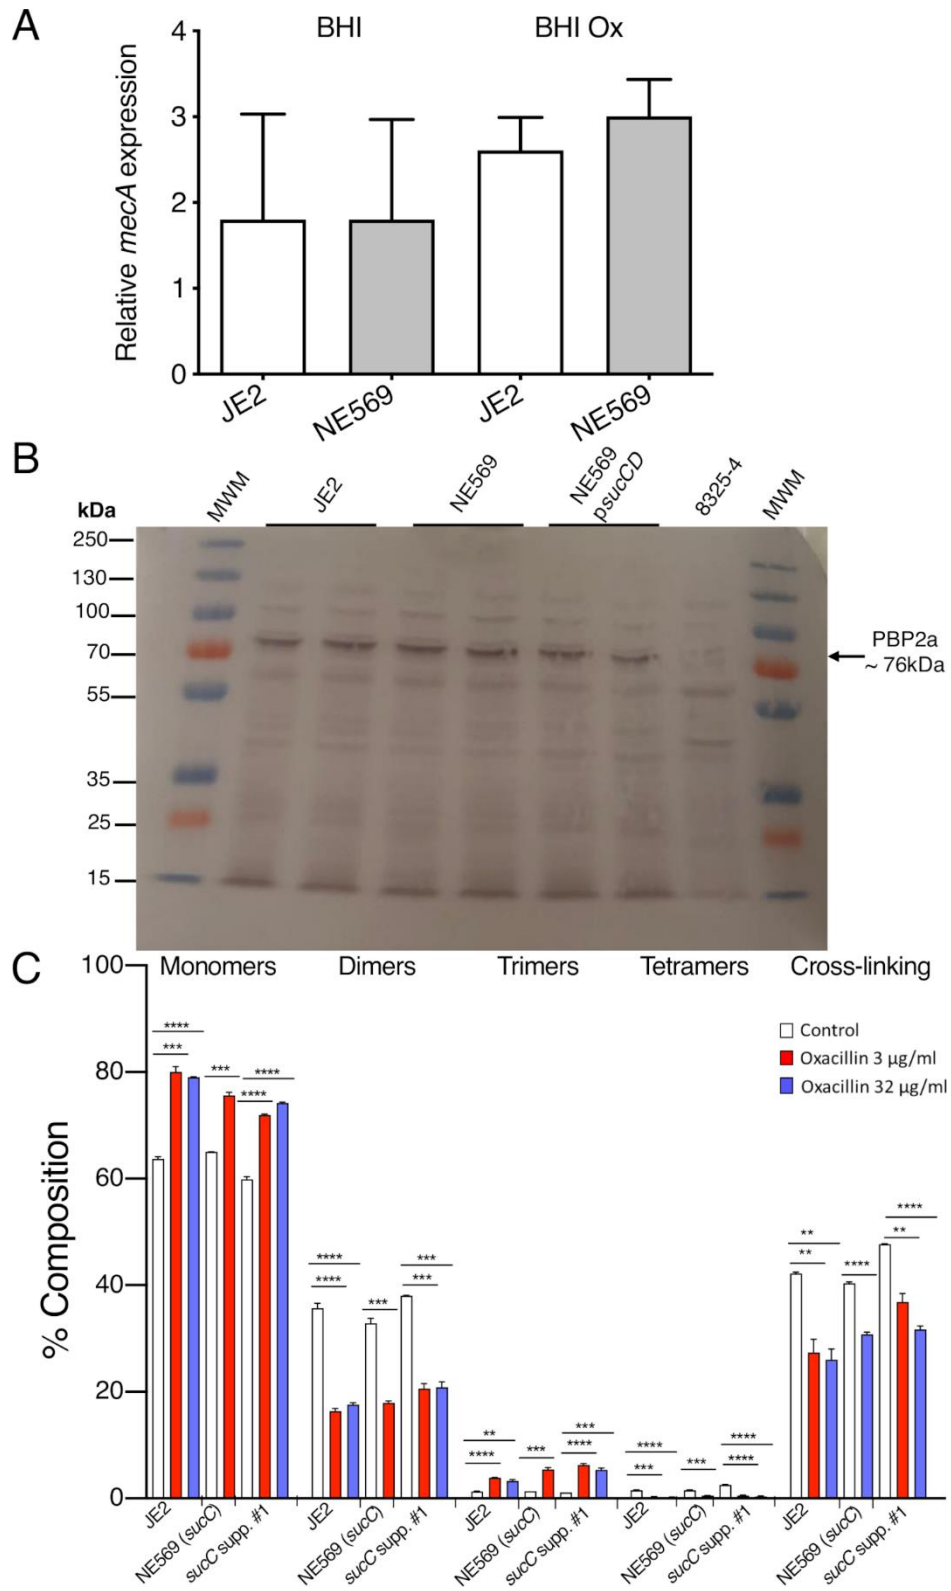 A
BHI
BHI Ox
Relative mecA expression
4
3
2
1
0
JE2
NE569
JE2
NE569
B
kDa
MWM
JE2
NE569
NE569
psucCD
8325-4
MWM
250
130
100
70
55
35
25
15
PBP2a
~ 76kDa
C
Monomers
Dimers
Trimers
Tetramers
Cross-linking
% Composition
100
80
60
40
20
0
Control
Oxacillin 3 µg/ml
Oxacillin 32 µg/ml
****
***
***
****
****
****
****
***
***
***
**
****
***
***
****
****
***
***
****
****
**
**
****
****
**
JE2
NE569 (sucC)
sucC supp. #1
JE2
NE569 (sucC)
sucC supp. #1
JE2
NE569 (sucC)
sucC supp. #1
JE2
NE569 (sucC)
sucC supp. #1
JE2
NE569 (sucC)
sucC supp. #1